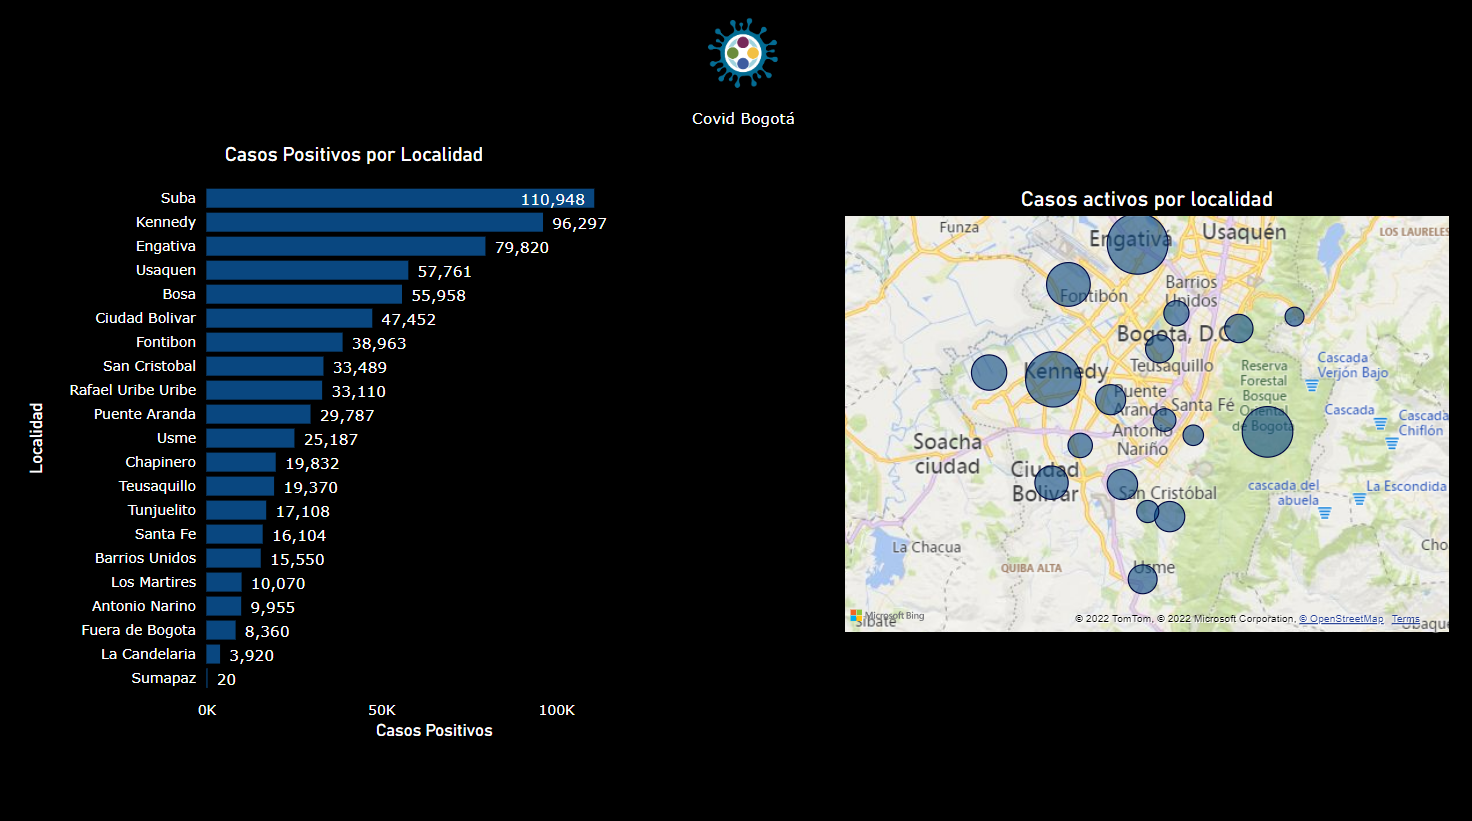 Covid Bogotá
Casos Positivos por Localidad
Localidad
Suba 110,948
Kennedy 96,297
Engativa 79,820
Usaquen 57,761
Bosa 55,958
Ciudad Bolivar 47,452
Fontibon 38,963
San Cristobal 33,489
Rafael Uribe Uribe 33,110
Puente Aranda 29,787
Usme 25,187
Chapinero 19,832
Teusaquillo 19,370
Tunjuelito 17,108
Santa Fe 16,104
Barrios Unidos 15,550
Los Martires 10,070
Antonio Narino 9,955
Fuera de Bogota 8,360
La Candelaria 3,920
Sumapaz 20
0K 50K 100K
Casos Positivos
Casos activos por localidad
Funza
Engativá
Usaquén
LOS LAURELES
Fontibón
Barrios
Unidos
Bogotá, D.C.
Teusaquillo
Kennedy
Reserva
Forestal
Bosque
Oriental
de Bogotá
Cascada
Verjón Bajo
Puente
Aranda
Santa Fé
Cascada
Cascada
Chiflón
Antonio
Nariño
Soacha
ciudad
Ciudad
Bolívar
San Cristóbal
cascada del
abuela
La Escondida
La Chacua
QUIBA ALTA
Usme
Cho
Microsoft Bing
Sibaté
© 2022 TomTom, © 2022 Microsoft Corporation, © OpenStreetMap Terms
Ubaque